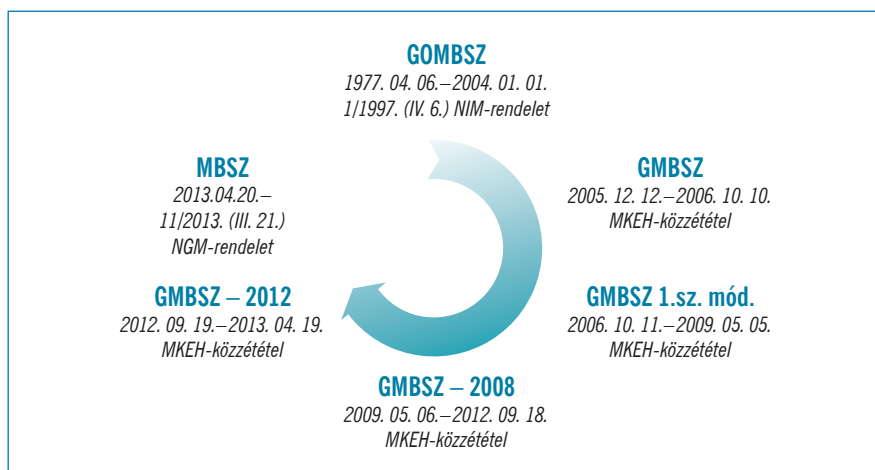 GOMBSZ
1977. 04. 06.–2004. 01. 01.
1/1997. (IV. 6.) NIM-rendelet
GMBSZ
2005. 12. 12.–2006. 10. 10.
MKEH-közzététel
GMBSZ 1.sz. mód.
2006. 10. 11.–2009. 05. 05.
MKEH-közzététel
GMBSZ – 2008
2009. 05. 06.–2012. 09. 18.
MKEH-közzététel
GMBSZ – 2012
2012. 09. 19.–2013. 04. 19.
MKEH-közzététel
MBSZ
2013.04.20.–
11/2013. (III. 21.)
NGM-rendelet